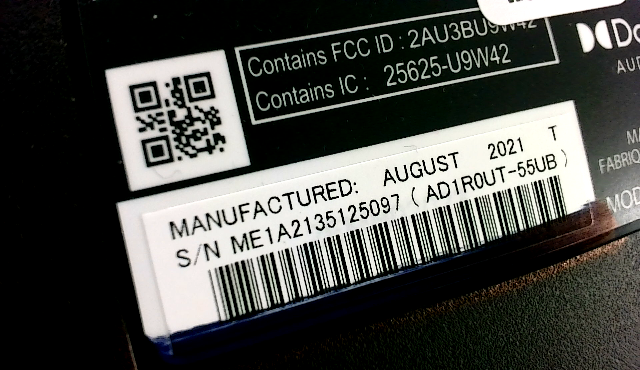 Contains FCC ID : 2AU3BU9W42
Contains IC : 25625-U9W42
MANUFACTURED: AUGUST 2021 T
S/N ME1A2135125097 ( AD1R0UT-55UB )